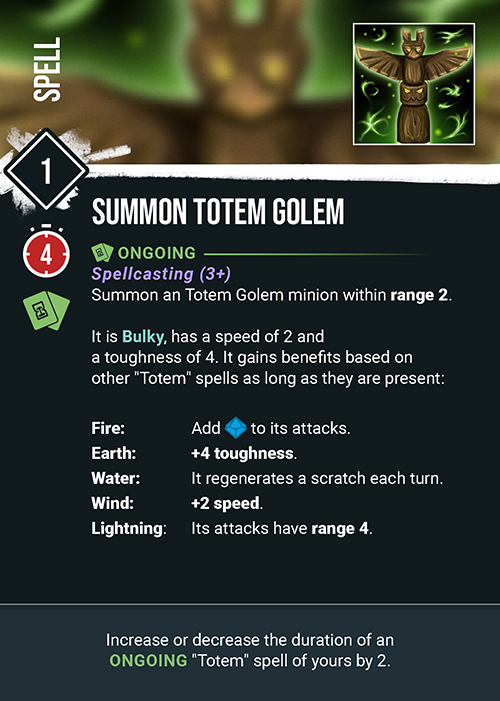 SPELL
1
SUMMON TOTEM GOLEM
4
ONGOING
Spellcasting (3+)
Summon an Totem Golem minion within range 2.
It is Bulky, has a speed of 2 and
a toughness of 4. It gains benefits based on
other "Totem" spells as long as they are present:
Fire: Add to its attacks.
Earth: +4 toughness.
Water: It regenerates a scratch each turn.
Wind: +2 speed.
Lightning: Its attacks have range 4.
Increase or decrease the duration of an
ONGOING "Totem" spell of yours by 2.